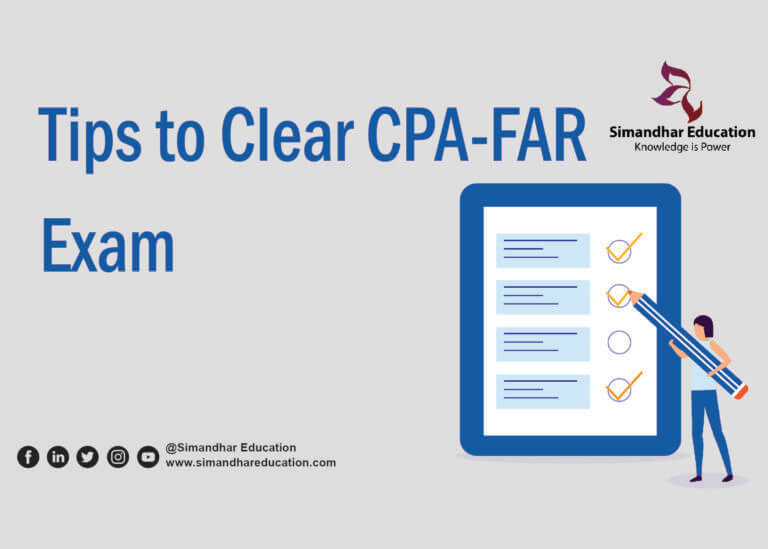 Tips to Clear CPA-FAR
Exam
Simandhar Education
Knowledge is Power
@Simandhar Education
www.simandhareducation.com